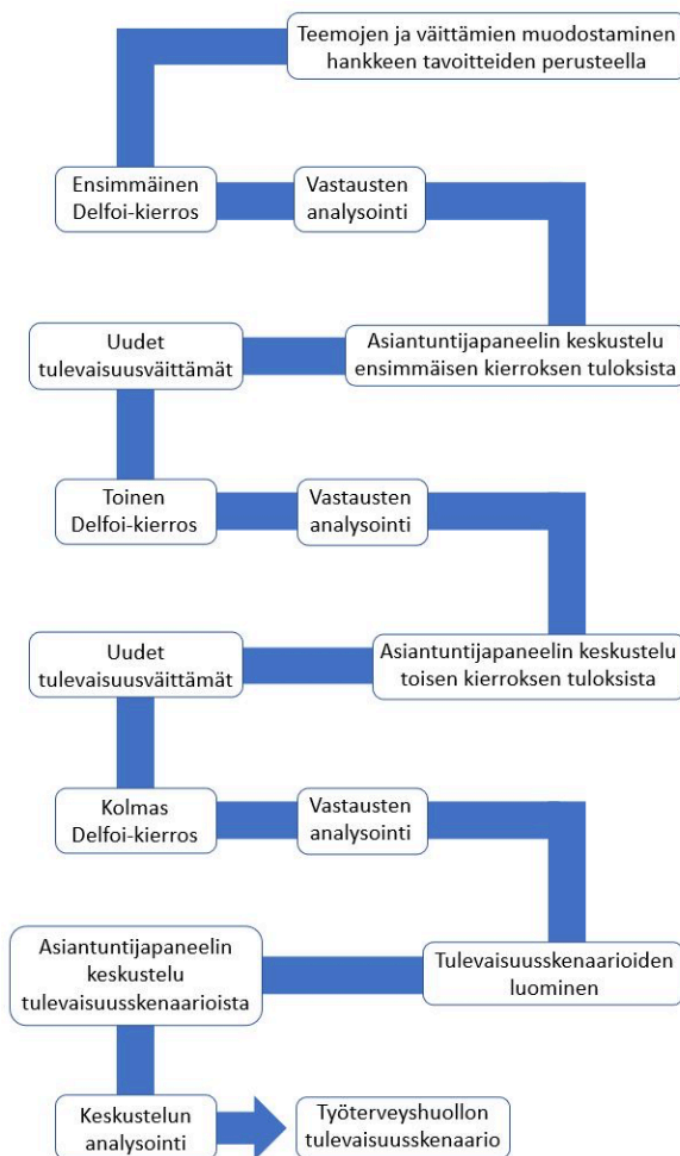 Teemojen ja väittämien muodostaminen
hankkeen tavoitteiden perusteella
Ensimmäinen
Delfoi-kierros
Vastausten
analysointi
Asiantuntijapaneelin keskustelu
ensimmäisen kierroksen tuloksista
Uudet
tulevaisuusväittämät
Toinen
Delfoi-kierros
Vastausten
analysointi
Asiantuntijapaneelin keskustelu
toisen kierroksen tuloksista
Uudet
tulevaisuusväittämät
Kolmas
Delfoi-kierros
Vastausten
analysointi
Tulevaisuusskenaarioiden
luominen
Asiantuntijapaneelin
keskustelu
tulevaisuusskenaarioista
Keskustelun
analysointi
Työterveyshuollon
tulevaisuusskenaario